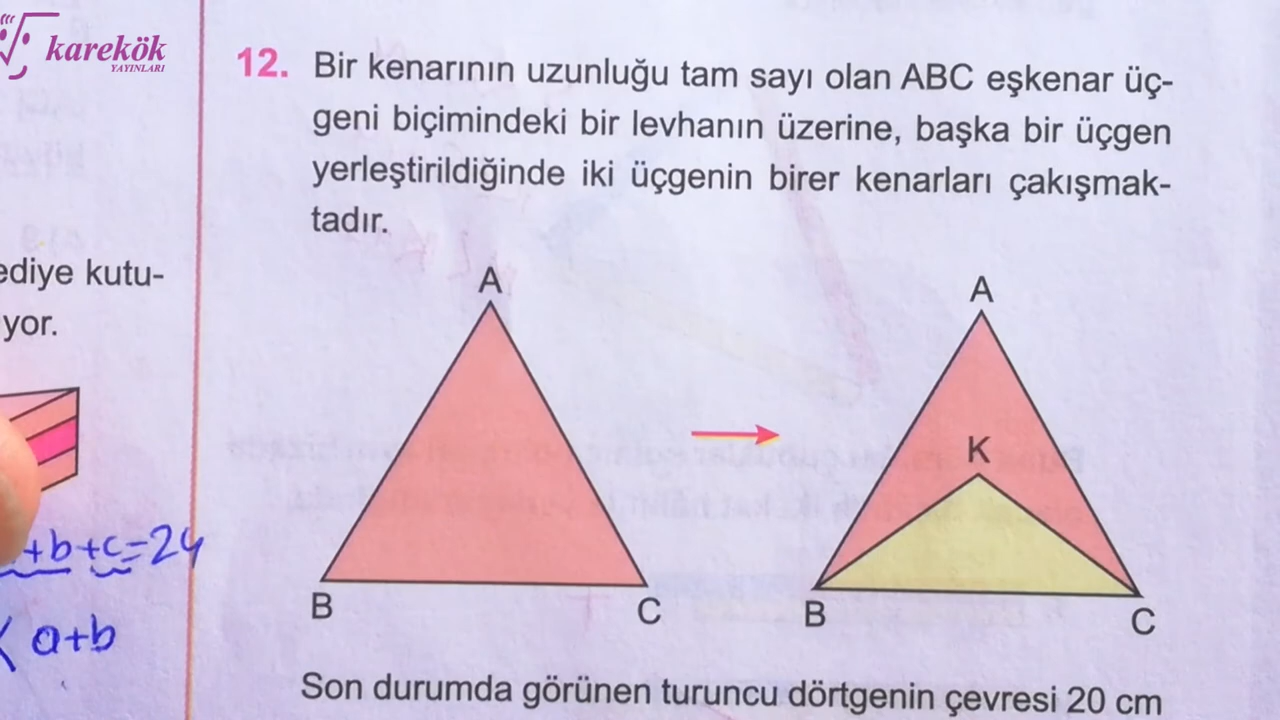 karekök
YAYINLARI
ediye kutu-
yor.
+b+c=24
< a+b
12. Bir kenarının uzunluğu tam sayı olan ABC eşkenar üç-
geni biçimindeki bir levhanın üzerine, başka bir üçgen
yerleştirildiğinde iki üçgenin birer kenarları çakışmak-
tadır.
A
B
C
A
K
B
C
Son durumda görünen turuncu dörtgenin çevresi 20 cm